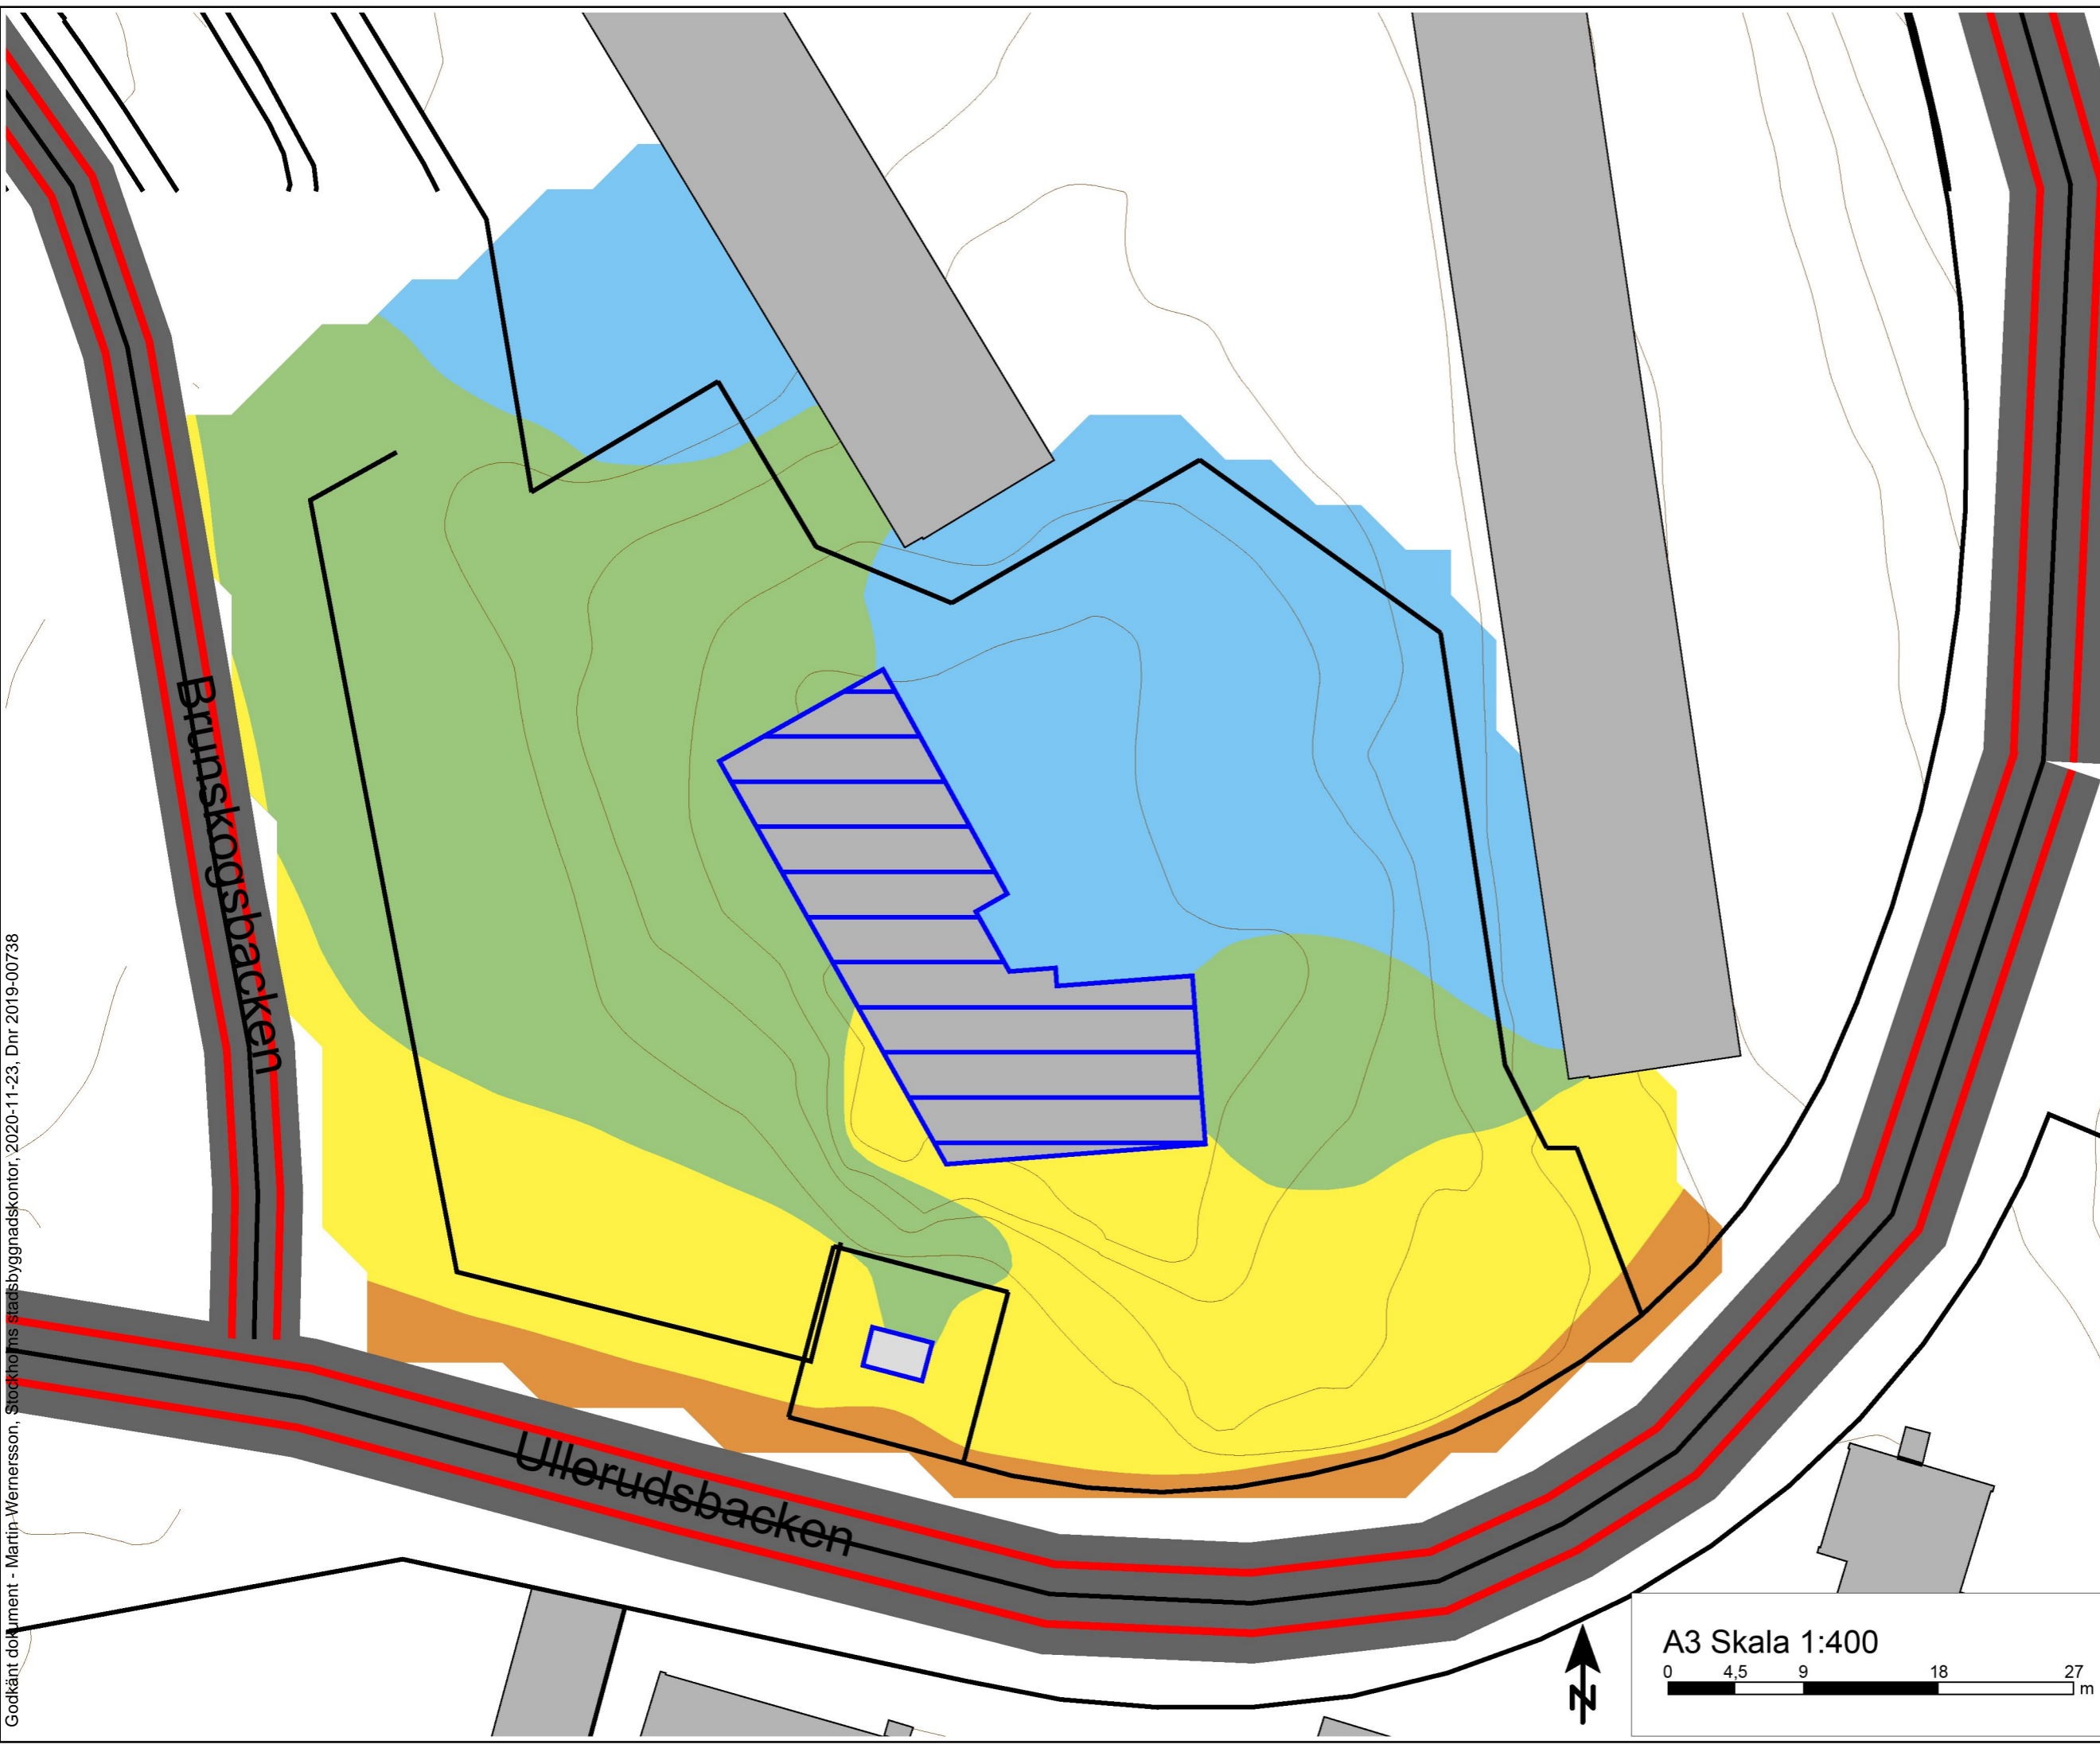 Brunskogsbacken
Ullerudsbacken
Godkänt dokument - Martin Wernersson, Stockholms stadsbyggnadskontor, 2020-11-23, Dnr 2019-00738
N
A3 Skala 1:400
0 4,5 9 18 27
m